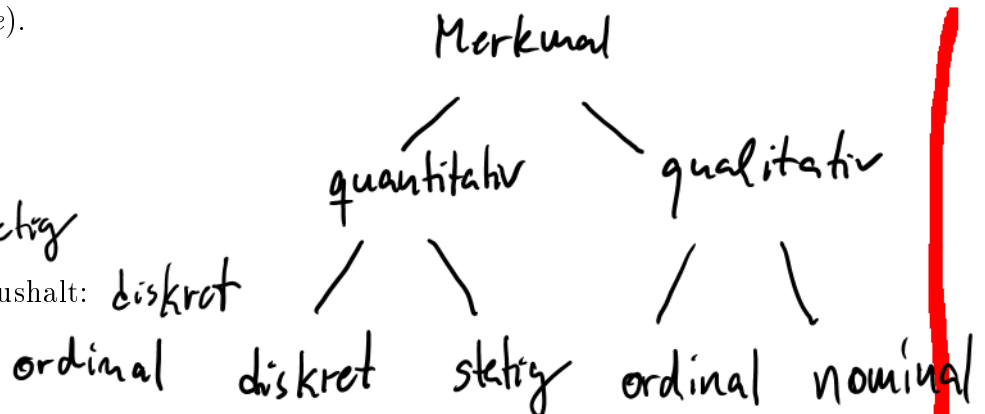 e).
Merkmal
quantitativ qualitativ
etig
ushalt: diskret
ordinal diskret stetig ordinal nominal